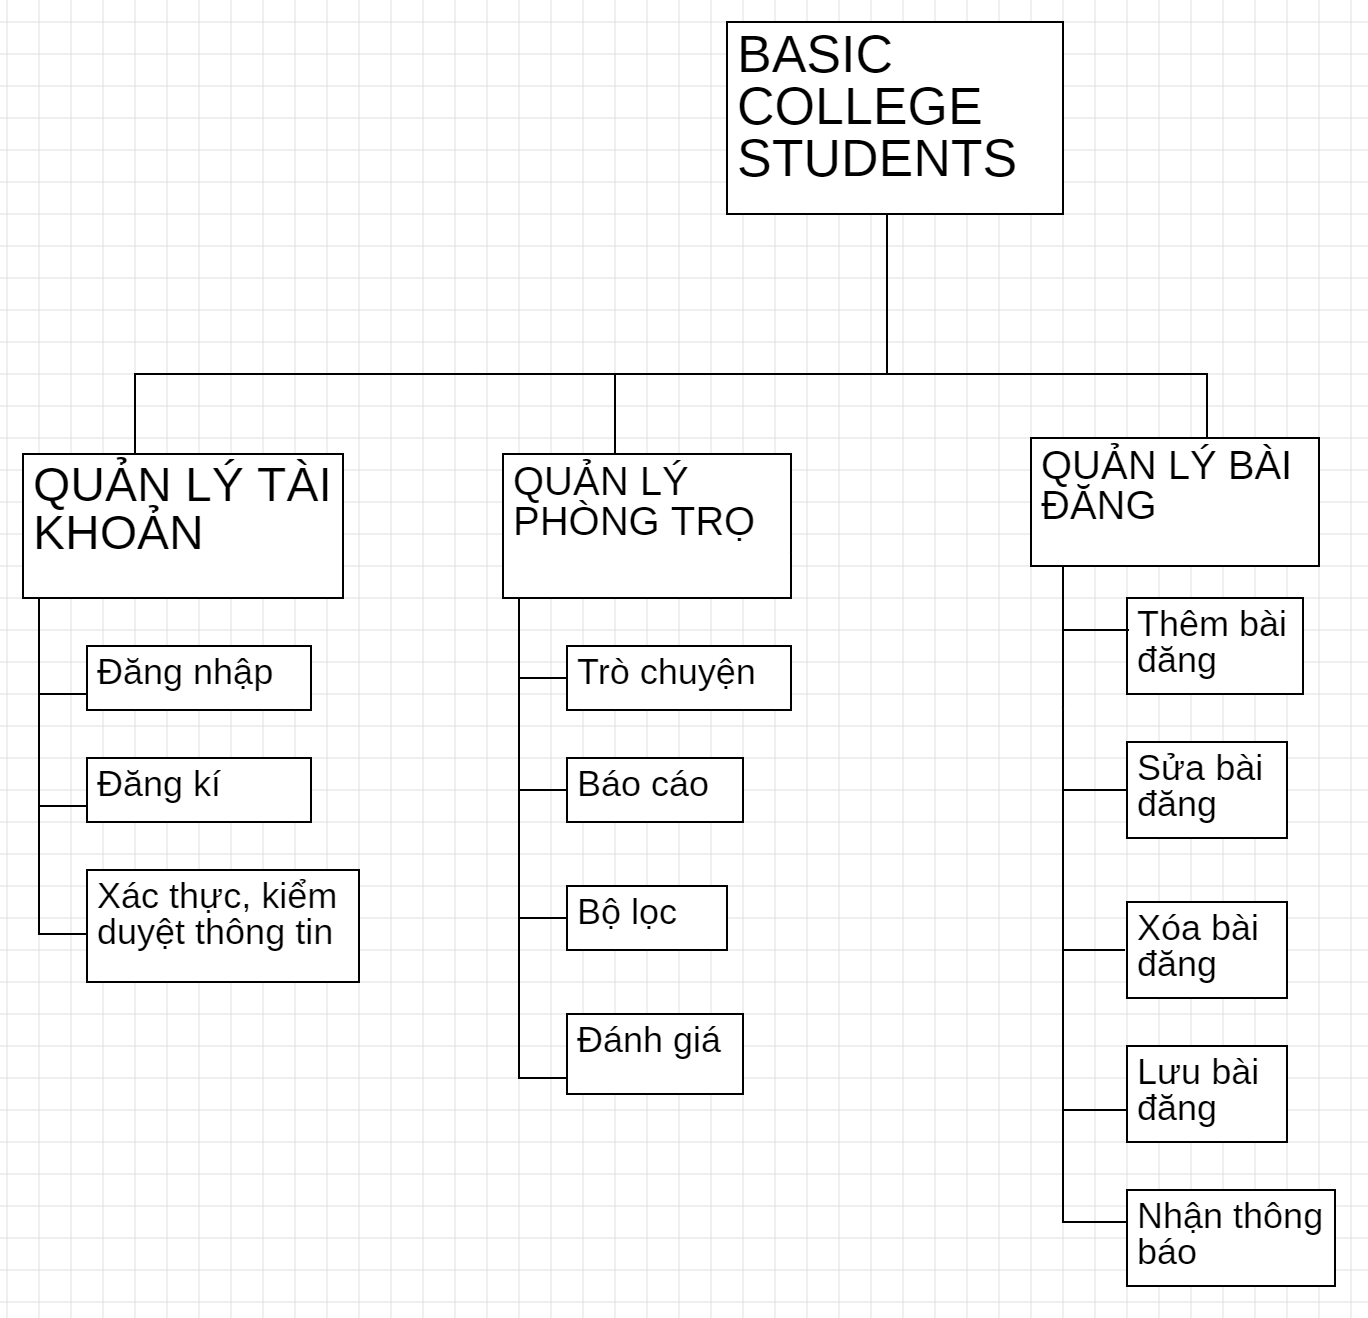 BASIC
COLLEGE
STUDENTS
QUẢN LÝ TÀI
KHOẢN
Đăng nhập
Đăng kí
Xác thực, kiểm
duyệt thông tin
QUẢN LÝ
PHÒNG TRỌ
Trò chuyện
Báo cáo
Bộ lọc
Đánh giá
QUẢN LÝ BÀI
ĐĂNG
Thêm bài
đăng
Sửa bài
đăng
Xóa bài
đăng
Lưu bài
đăng
Nhận thông
báo